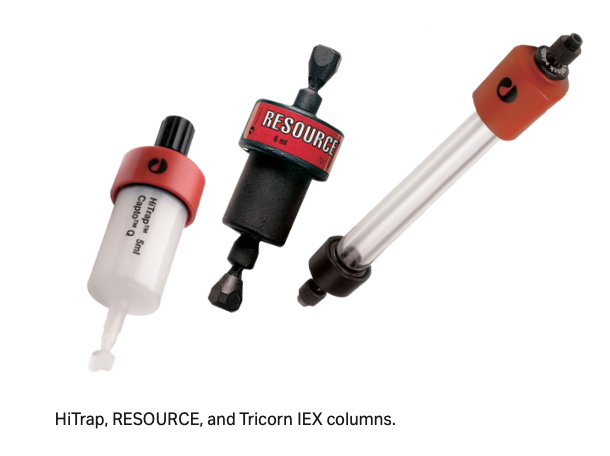 HiTrap™ 5ml
Capto™ Q
RESOURCE
6 ml
HiTrap, RESOURCE, and Tricorn IEX columns.